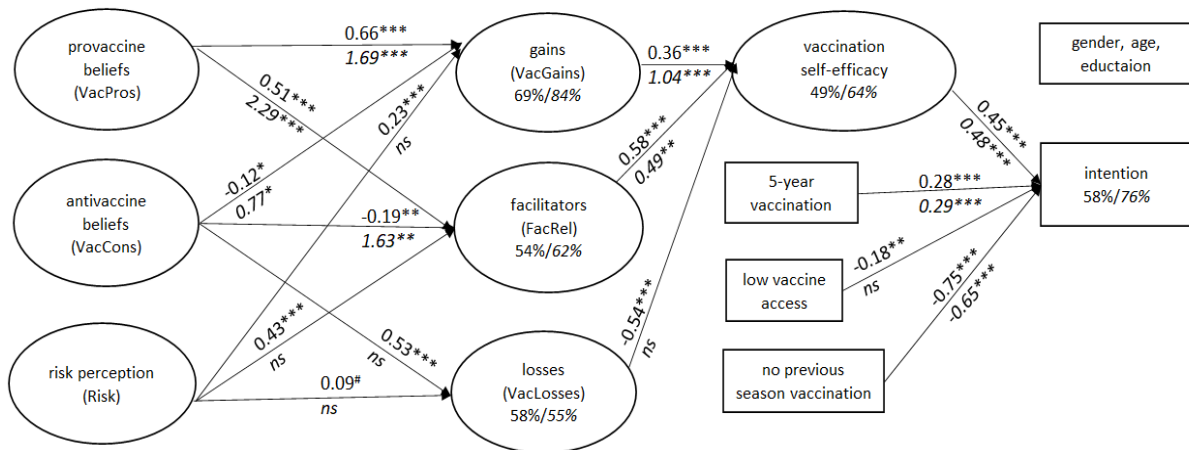 provaccine
beliefs
(VacPros)
0.66***
1.69***
gains
(VacGains)
69%/84%
0.36***
1.04***
vaccination
self-efficacy
49%/64%
gender, age,
eductaion
0.51***
2.29***
0.23***
ns
0.58***
0.49**
0.45***
0.48***
antivaccine
beliefs
(VacCons)
-0.12*
0.77*
-0.19**
1.63**
facilitators
(FacRel)
54%/62%
5-year
vaccination
0.28***
0.29***
intention
58%/76%
low vaccine
access
-0.18**
ns
-0.75***
-0.65***
risk perception
(Risk)
0.43***
ns
0.53***
ns
0.09#
ns
losses
(VacLosses)
58%/55%
-0.54***
ns
no previous
season vaccination